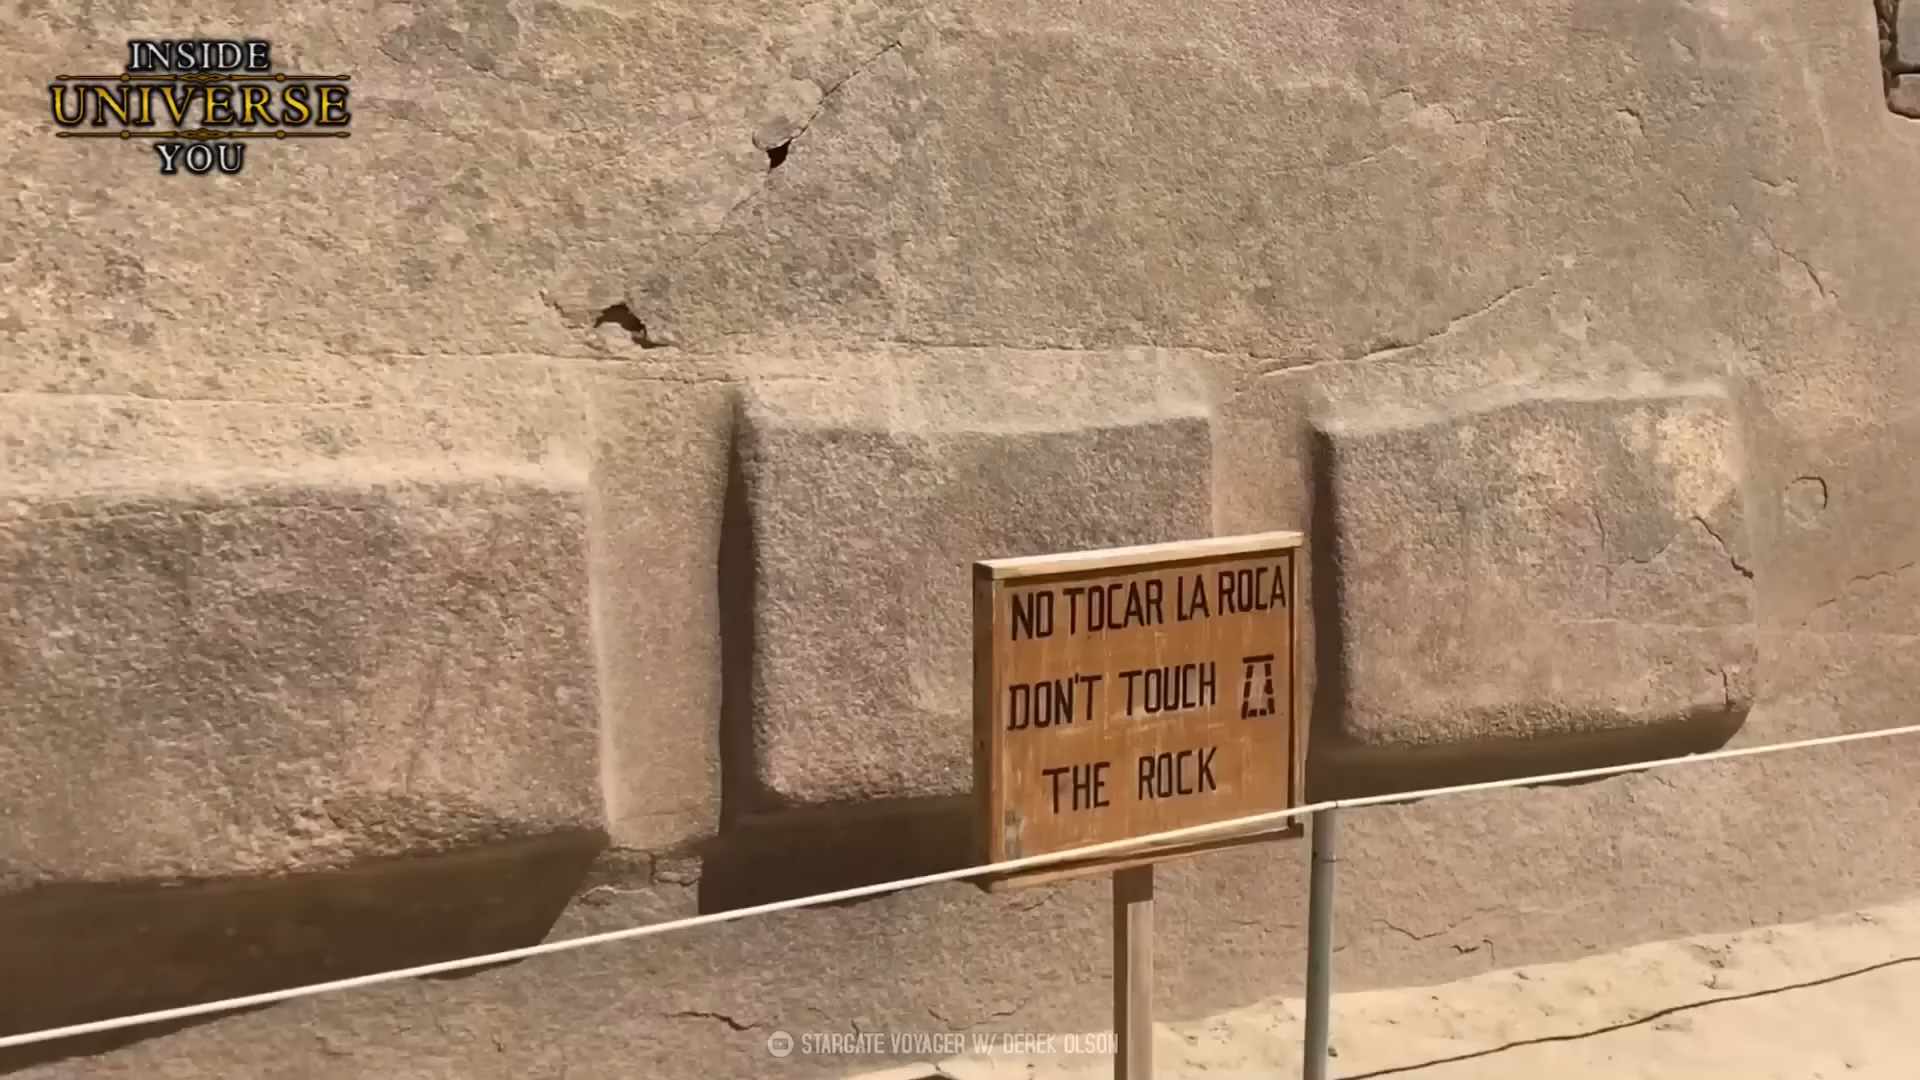 INSIDE
UNIVERSE
YOU
NO TOCAR LA ROCA
DON'T TOUCH
THE ROCK
STARGATE VOYAGER W/ DEREK OLSON